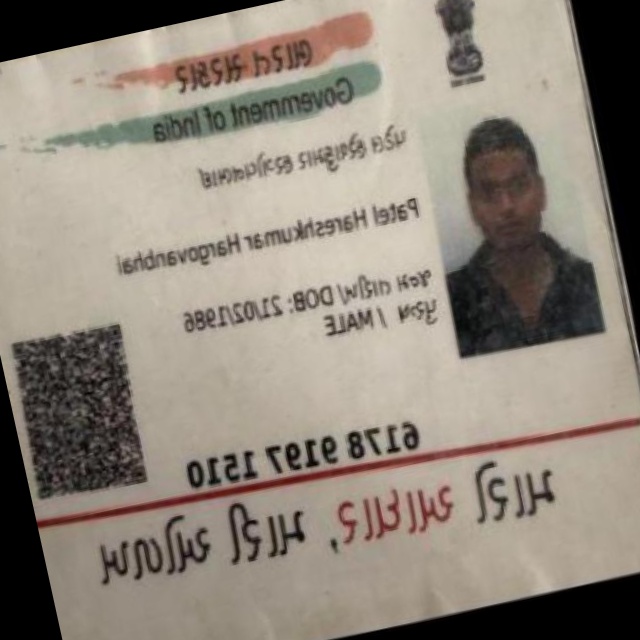 ભારત સરકાર
Government of India
પટેલ હરેશકુમાર હરગોવનભાઈ
Patel Hareshkumar Hargovanbhai
જન્મ તારીખ/ DOB: 21/02/1986
પુરુષ / MALE
6178 9197 1510
મારો આધાર, મારી ઓળખ